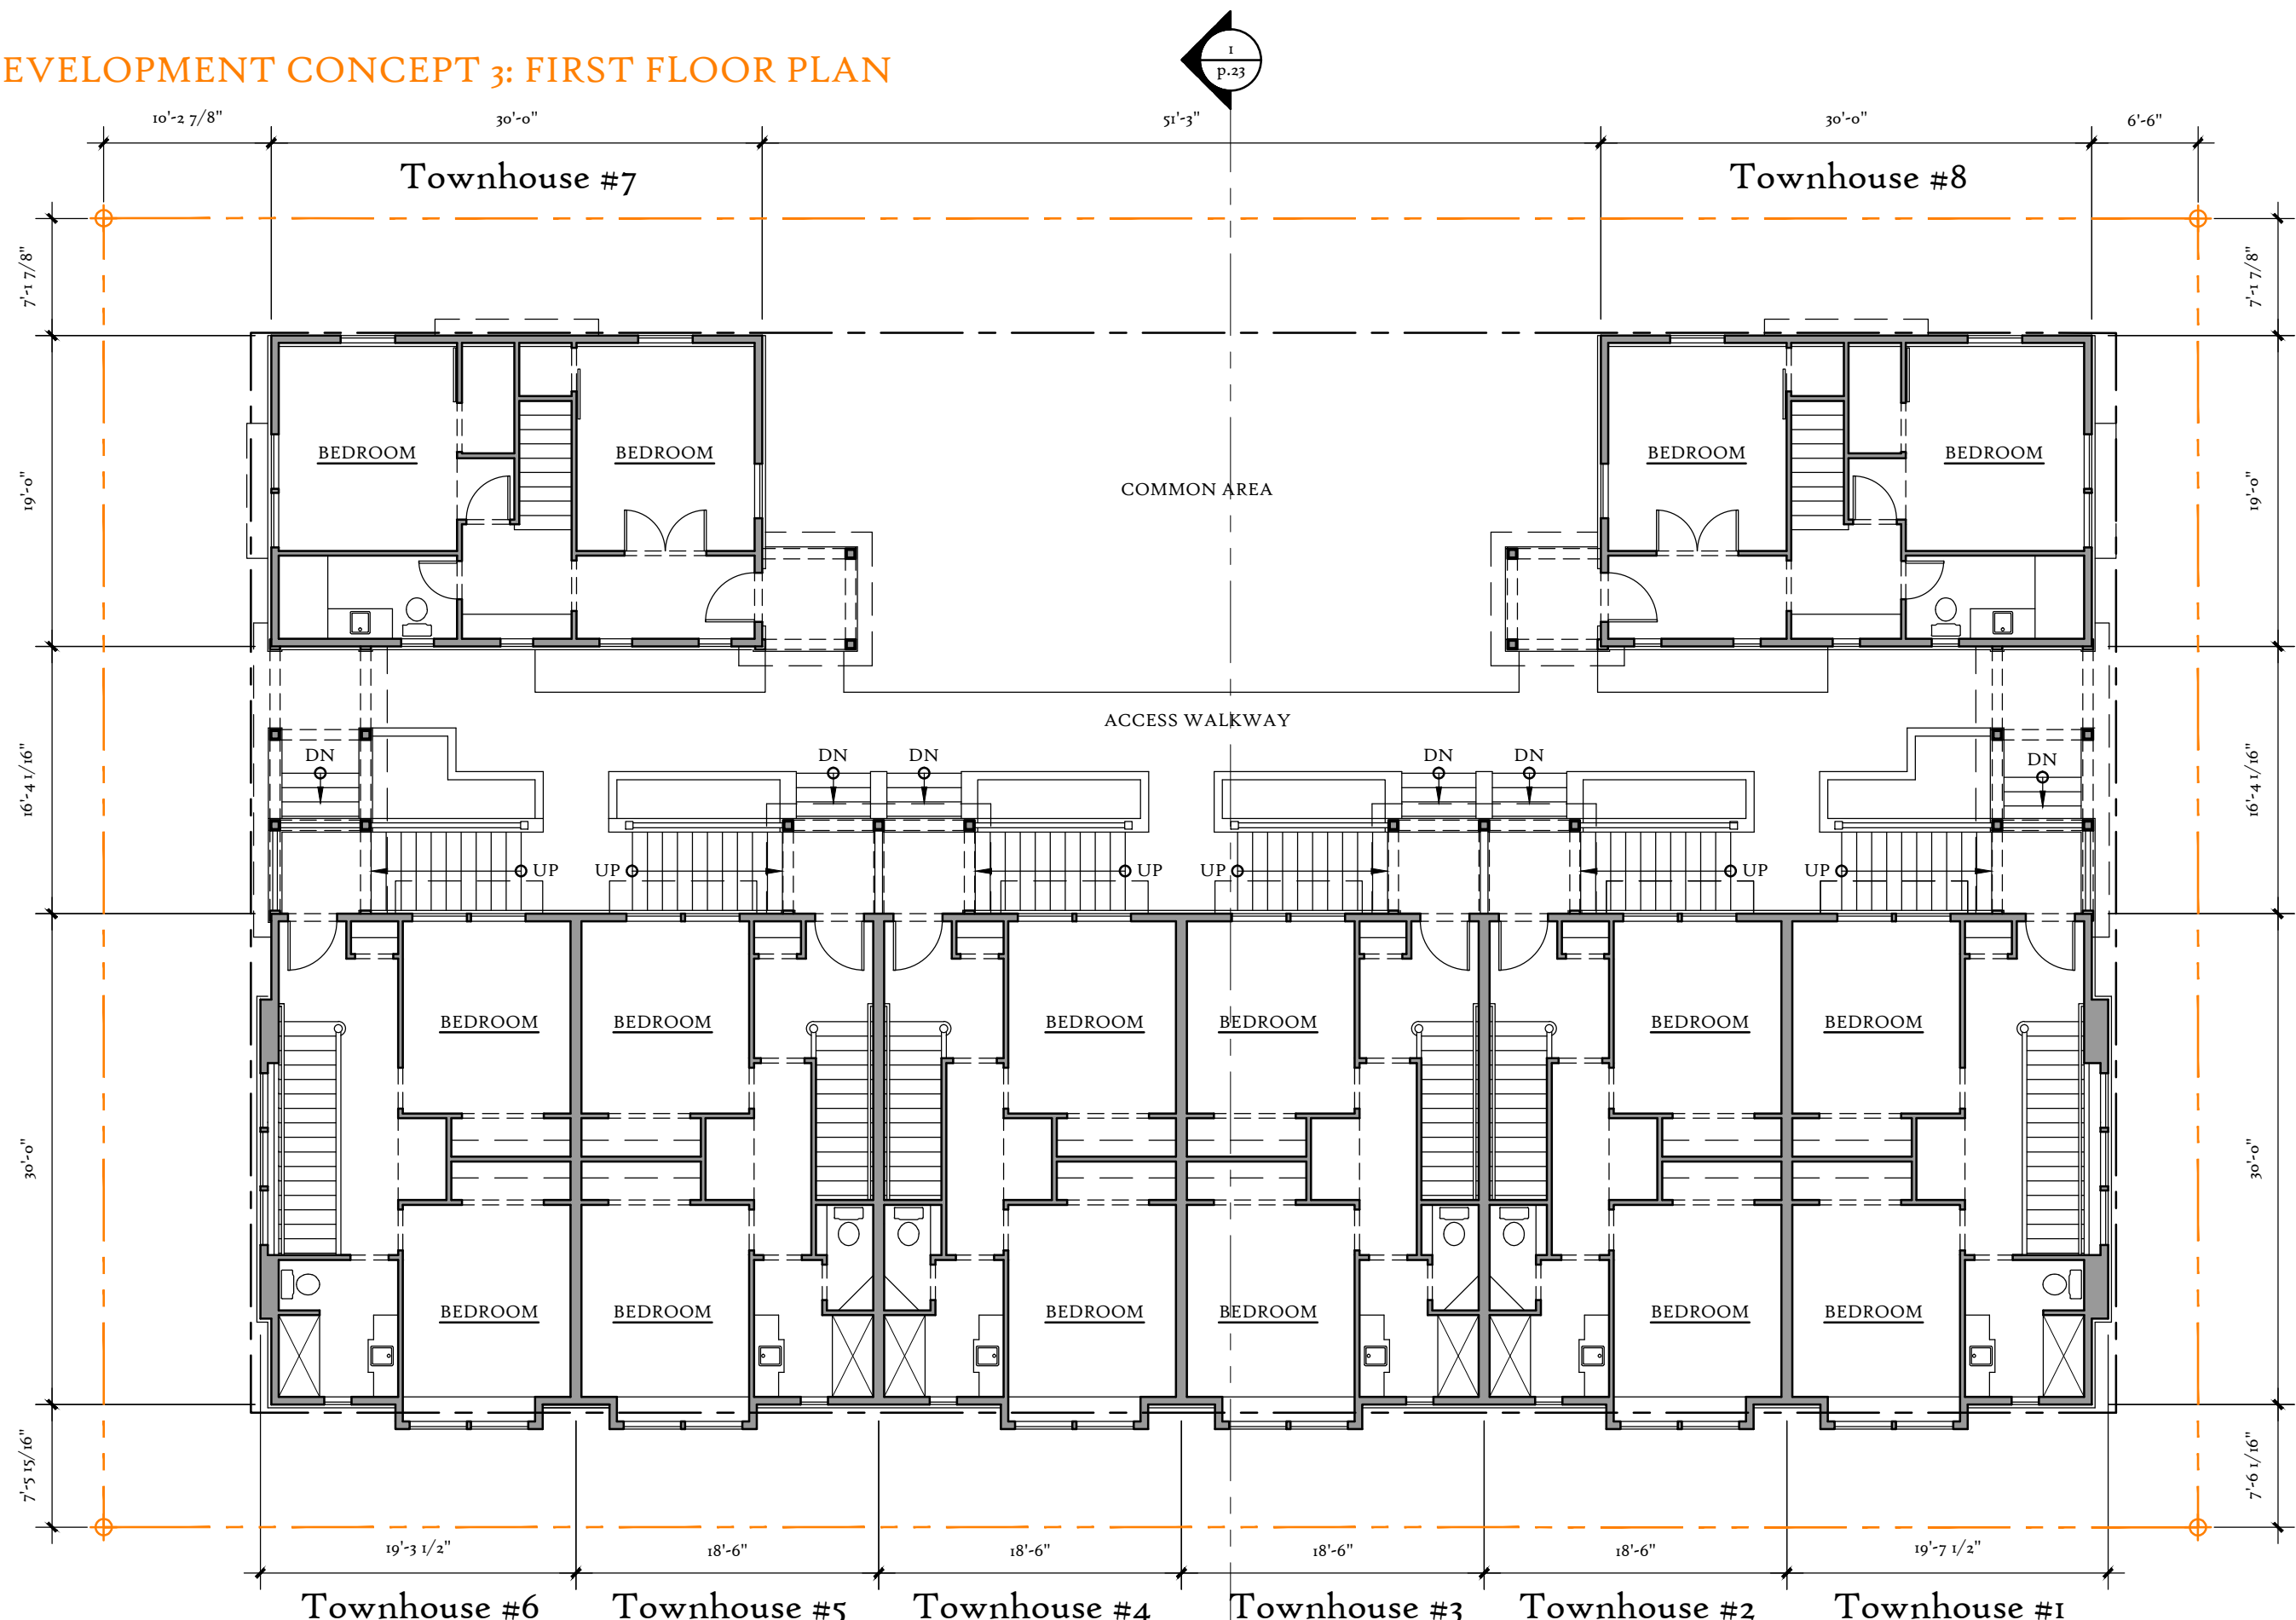 EVELOPMENT CONCEPT 3: FIRST FLOOR PLAN
1
p.23
10'-2 7/8"
30'-0"
51'-3"
30'-0"
6'-6"
Townhouse #7
Townhouse #8
7'-1 7/8"
7'-1 7/8"
BEDROOM
BEDROOM
BEDROOM
BEDROOM
19'-0"
19'-0"
COMMON AREA
ACCESS WALKWAY
16'-4 1/16"
16'-4 1/16"
DN
DN
DN
DN
DN
DN
UP
UP
UP
UP
UP
UP
BEDROOM
BEDROOM
BEDROOM
BEDROOM
BEDROOM
BEDROOM
30'-0"
30'-0"
BEDROOM
BEDROOM
BEDROOM
BEDROOM
BEDROOM
BEDROOM
7'-5 15/16"
7'-6 1/16"
19'-3 1/2"
18'-6"
18'-6"
18'-6"
18'-6"
19'-7 1/2"
Townhouse #6
Townhouse #5
Townhouse #4
Townhouse #3
Townhouse #2
Townhouse #1